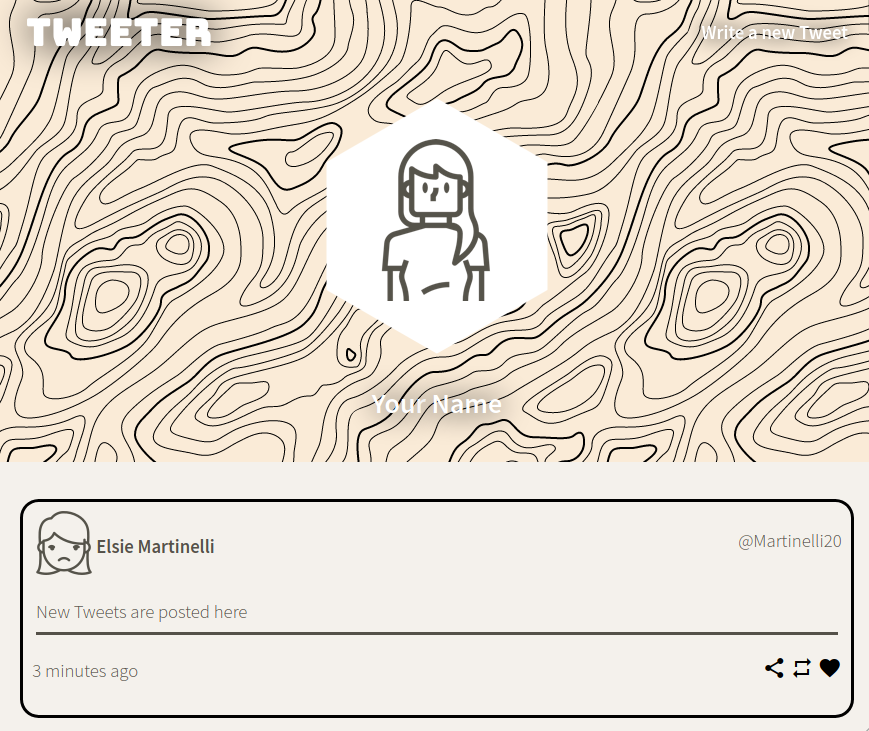 TWEETER
Write a new Tweet
Your Name
Elsie Martinelli
@Martinelli20
New Tweets are posted here
3 minutes ago